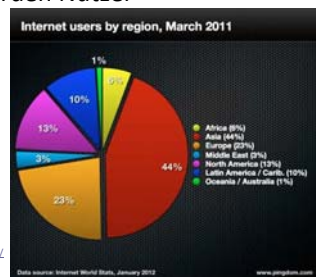 Internet users by region, March 2011
1%
6%
10%
13%
3%
44%
23%
Africa (6%)
Asia (44%)
Europe (23%)
Middle East (3%)
North America (13%)
Latin America / Carib. (10%)
Oceania / Australia (1%)
/
Data source: Internet World Stats, January 2012
www.pingdom.com